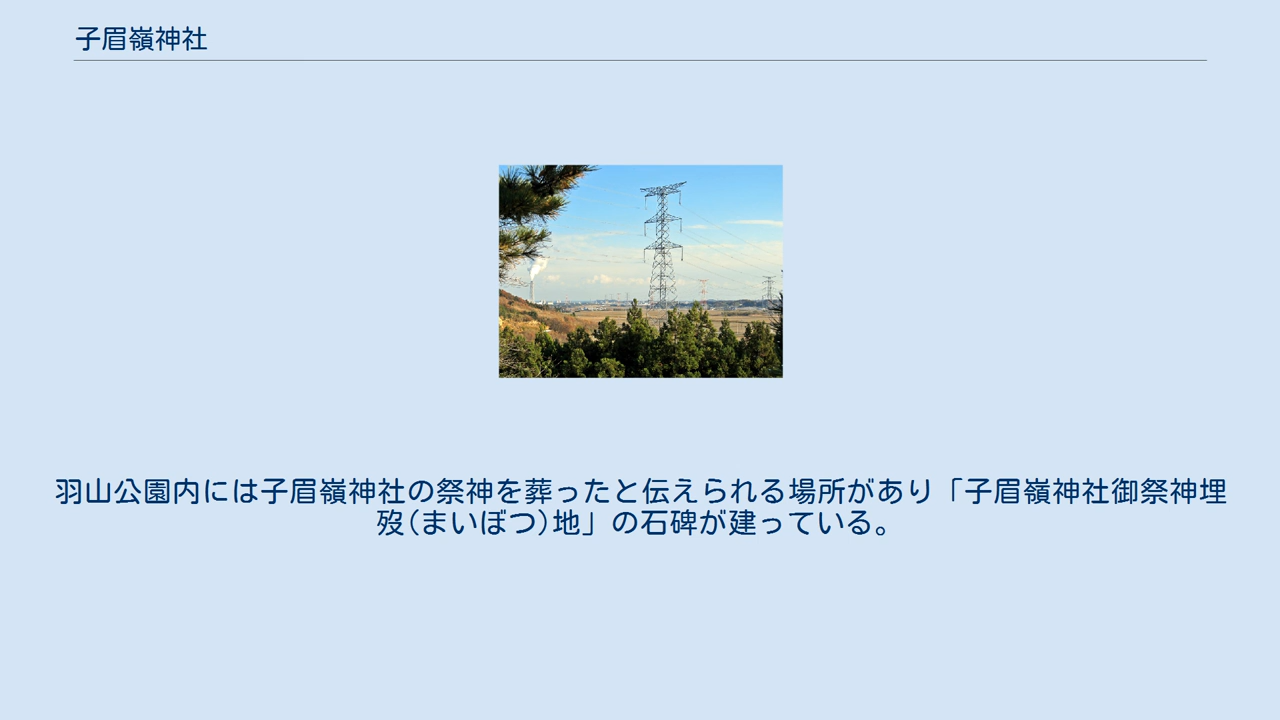 子眉嶺神社
羽山公園内には子眉嶺神社の祭神を葬ったと伝えられる場所があり「子眉嶺神社御祭神埋
歿(まいぼつ)地」の石碑が建っている。